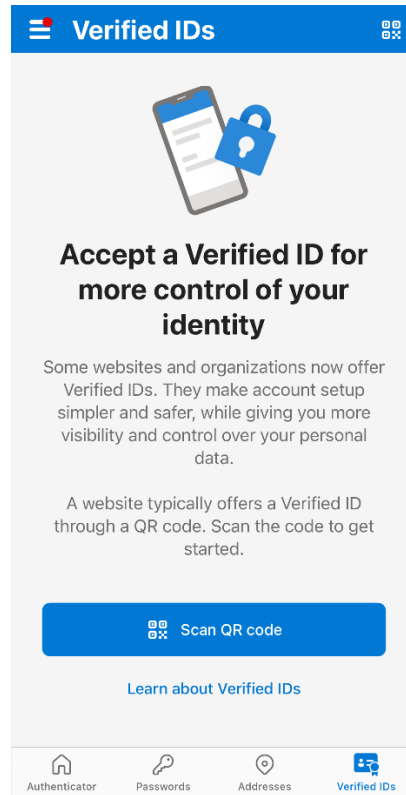 Verified IDs
Accept a Verified ID for
more control of your
identity
Some websites and organizations now offer
Verified IDs. They make account setup
simpler and safer, while giving you more
visibility and control over your personal
data.
A website typically offers a Verified ID
through a QR code. Scan the code to get
started.
Scan QR code
Learn about Verified IDs
Authenticator Passwords Addresses Verified IDs